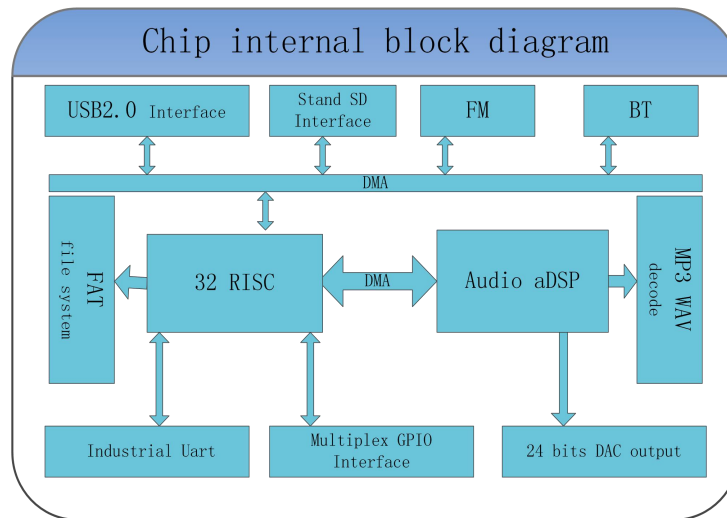 Chip internal block diagram
USB2.0 Interface
Stand SD
Interface
FM
BT
DMA
FAT
file system
32 RISC
DMA
Audio aDSP
MP3 WAV
decode
Industrial Uart
Multiplex GPIO
Interface
24 bits DAC output